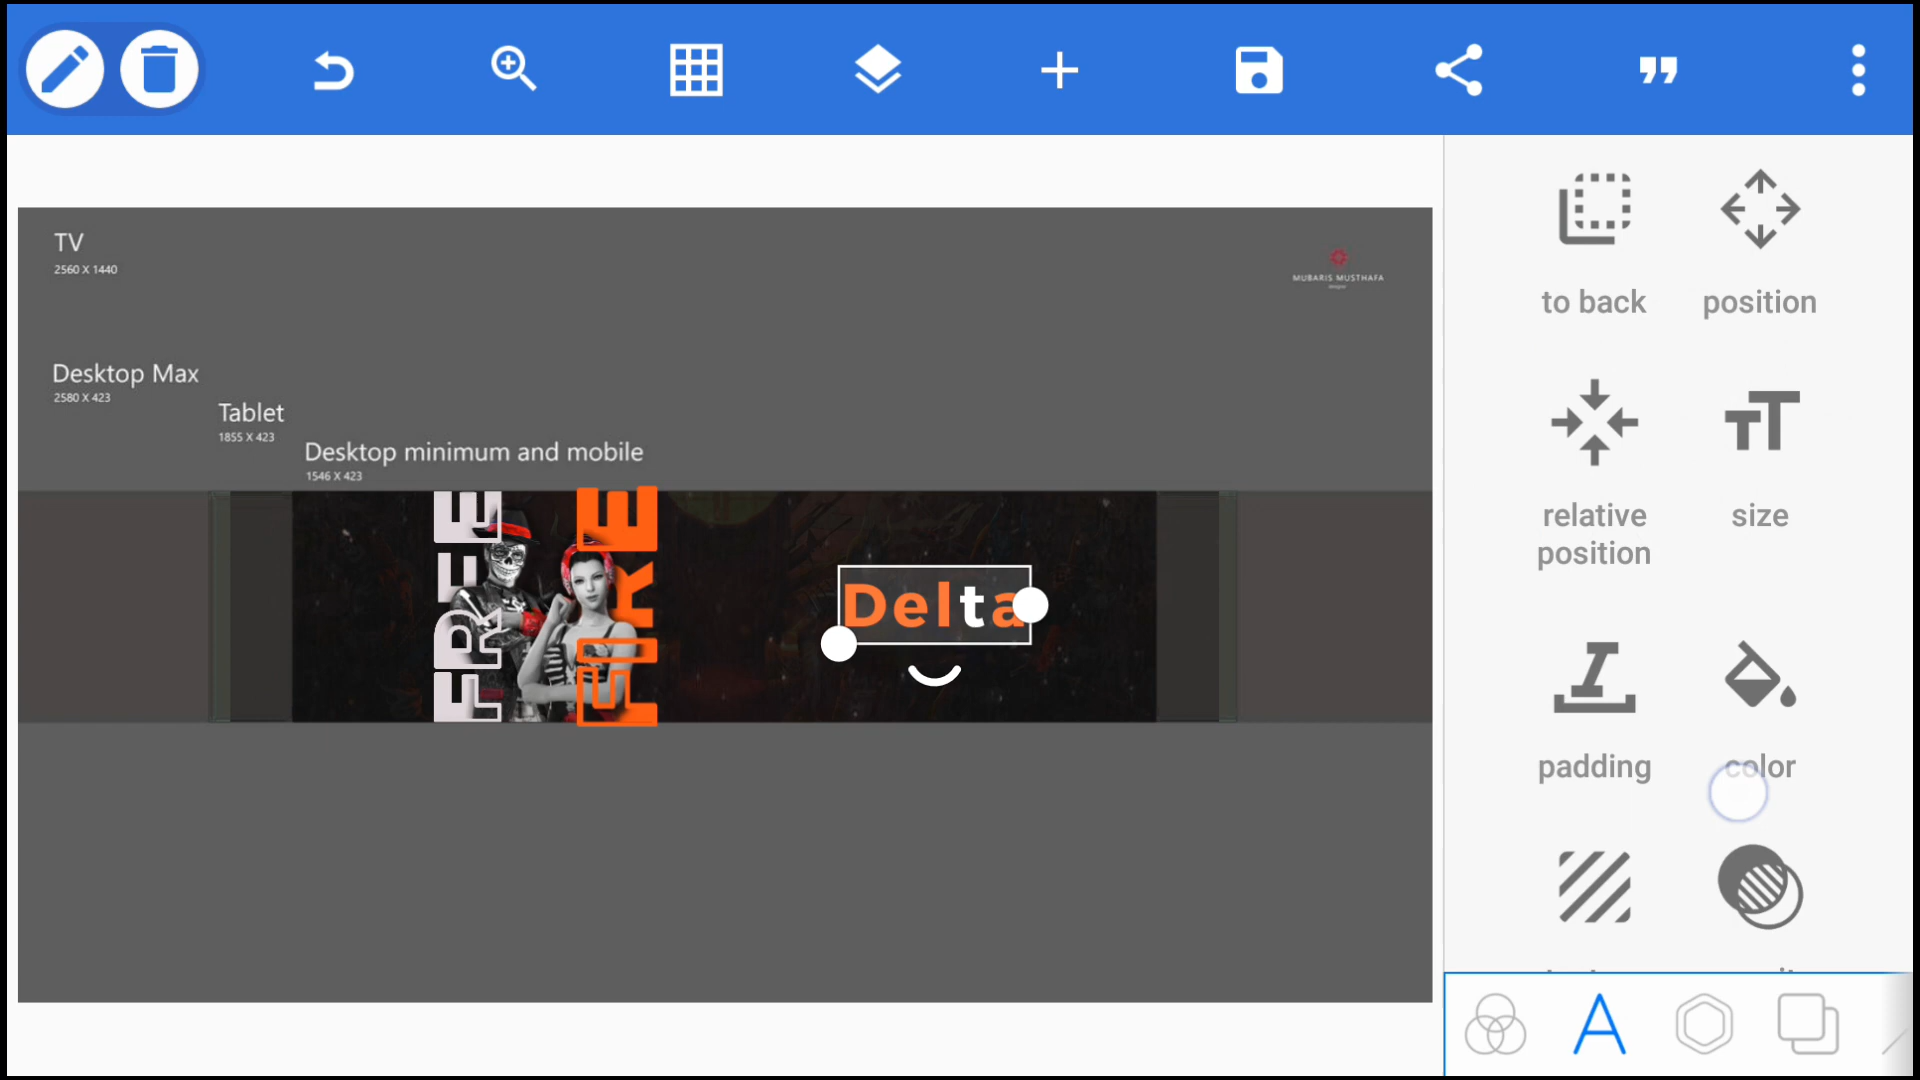 TV
2560 X 1440
MUBARIS MUSTHAFA
designer
Desktop Max
2580 X 423
Tablet
1855 X 423
Desktop minimum and mobile
1546 X 423
FREE
FIRE
Delta
to back
position
relative
position
size
padding
color